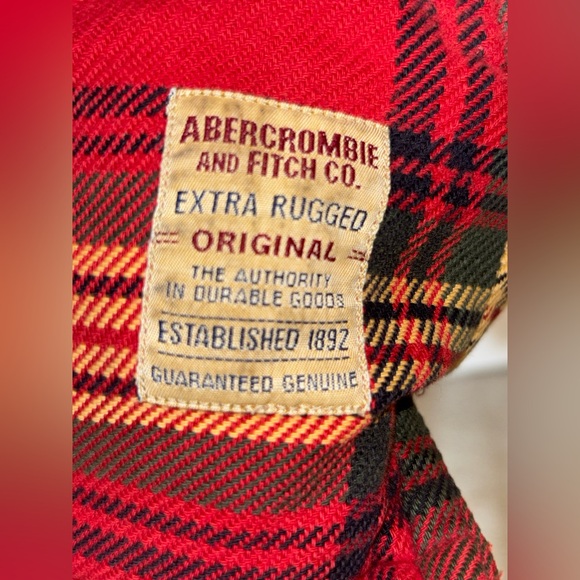 ABERCROMBIE
AND FITCH CO.
EXTRA RUGGED
ORIGINAL
THE AUTHORITY
IN DURABLE GOODS
ESTABLISHED 1892
GUARANTEED GENUINE